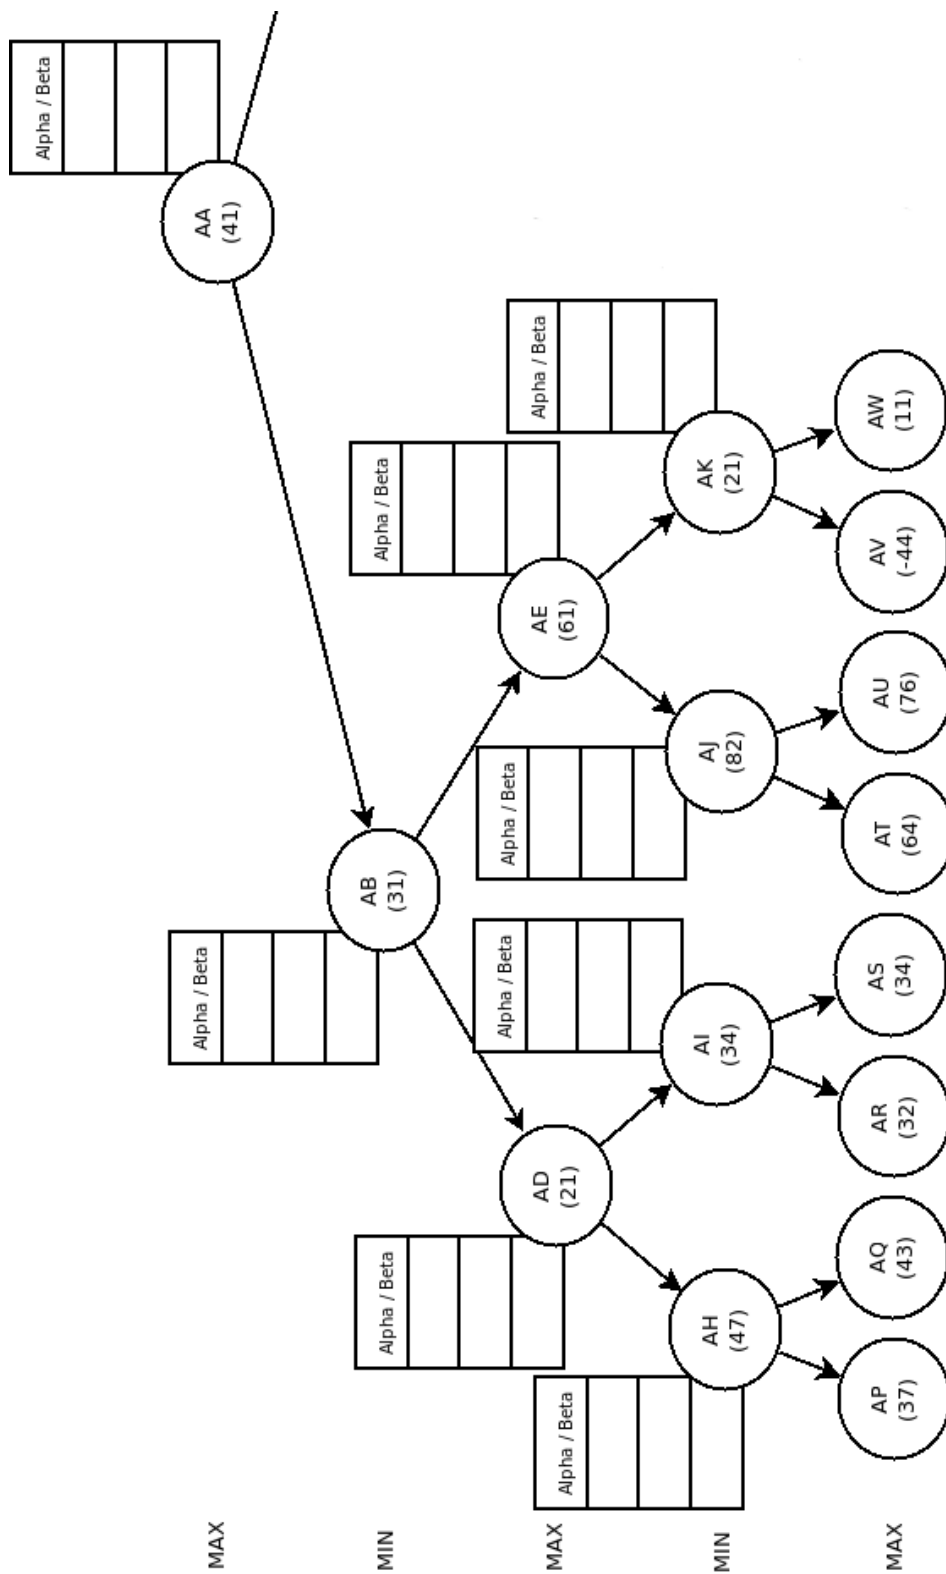 Alpha / Beta
AA
(41)
MAX
Alpha / Beta
AB
(31)
MIN
Alpha / Beta
AD
(21)
Alpha / Beta
AE
(61)
MAX
Alpha / Beta
AH
(47)
Alpha / Beta
AI
(34)
Alpha / Beta
AJ
(82)
Alpha / Beta
AK
(21)
MIN
AP
(37)
AQ
(43)
AR
(32)
AS
(34)
AT
(64)
AU
(76)
AV
(-44)
AW
(11)
MAX